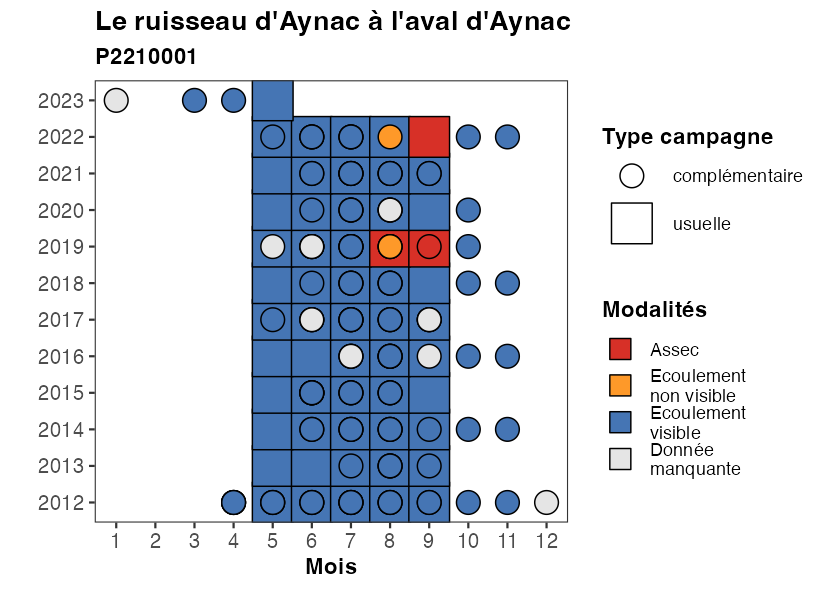 Le ruisseau d'Aynac à l'aval d'Aynac
P2210001
2023
2022
2021
2020
2019
2018
2017
2016
2015
2014
2013
2012
1 2 3 4 5 6 7 8 9 10 11 12
Mois
Type campagne
complémentaire
usuelle
Modalités
Assec
Ecoulement
non visible
Ecoulement
visible
Donnée
manquante